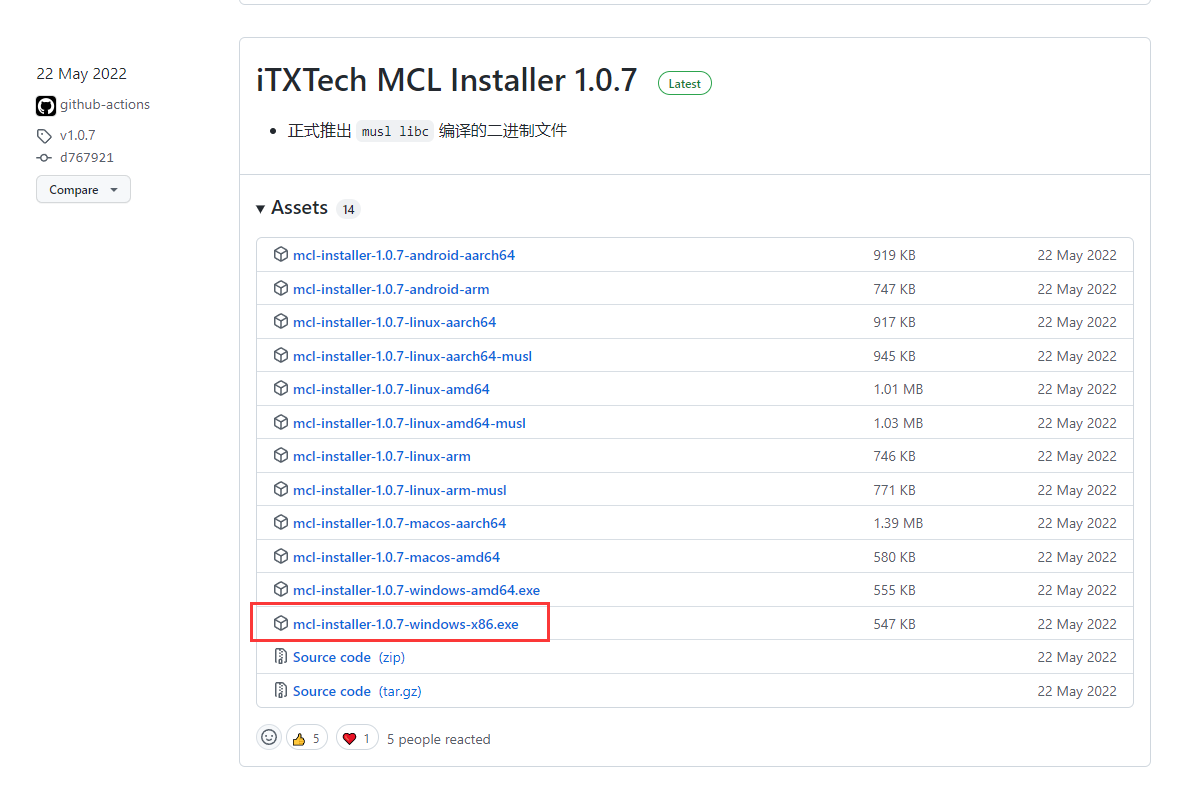 22 May 2022
github-actions
v1.0.7
d767921
Compare
iTXTech MCL Installer 1.0.7 Latest
正式推出 musl libc 编译的二进制文件
Assets 14
mcl-installer-1.0.7-android-aarch64 919 KB 22 May 2022
mcl-installer-1.0.7-android-arm 747 KB 22 May 2022
mcl-installer-1.0.7-linux-aarch64 917 KB 22 May 2022
mcl-installer-1.0.7-linux-aarch64-musl 945 KB 22 May 2022
mcl-installer-1.0.7-linux-amd64 1.01 MB 22 May 2022
mcl-installer-1.0.7-linux-amd64-musl 1.03 MB 22 May 2022
mcl-installer-1.0.7-linux-arm 746 KB 22 May 2022
mcl-installer-1.0.7-linux-arm-musl 771 KB 22 May 2022
mcl-installer-1.0.7-macos-aarch64 1.39 MB 22 May 2022
mcl-installer-1.0.7-macos-amd64 580 KB 22 May 2022
mcl-installer-1.0.7-windows-amd64.exe 555 KB 22 May 2022
mcl-installer-1.0.7-windows-x86.exe 547 KB 22 May 2022
Source code (zip) 22 May 2022
Source code (tar.gz) 22 May 2022
5 1 5 people reacted